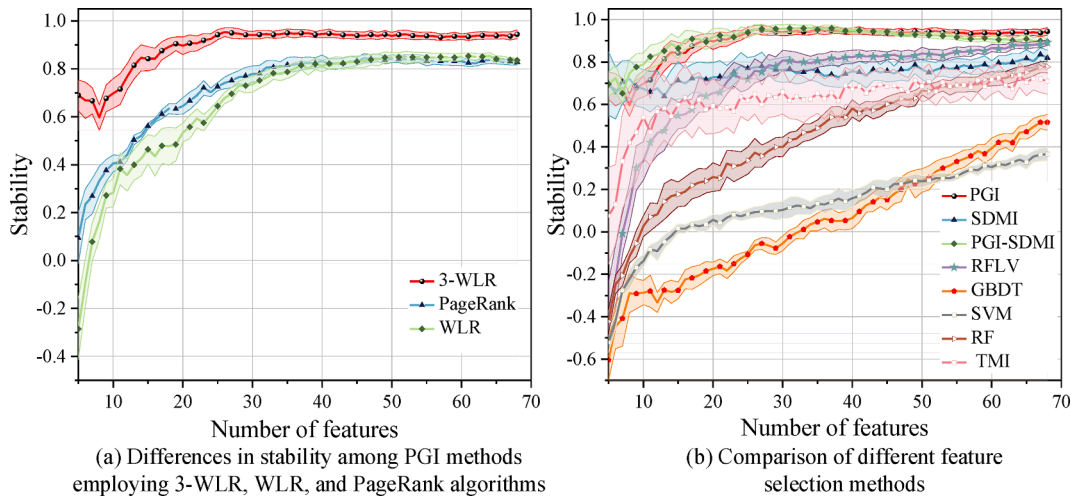 1.0
0.8
0.6
0.4
0.2
0.0
-0.2
-0.4
Stability
3-WLR
PageRank
WLR
10 20 30 40 50 60 70
Number of features
(a) Differences in stability among PGI methods
employing 3-WLR, WLR, and PageRank algorithms
1.0
0.8
0.6
0.4
0.2
0.0
-0.2
-0.4
-0.6
Stability
PGI
SDMI
PGI-SDMI
RFLV
GBDT
SVM
RF
TMI
10 20 30 40 50 60 70
Number of features
(b) Comparison of different feature
selection methods